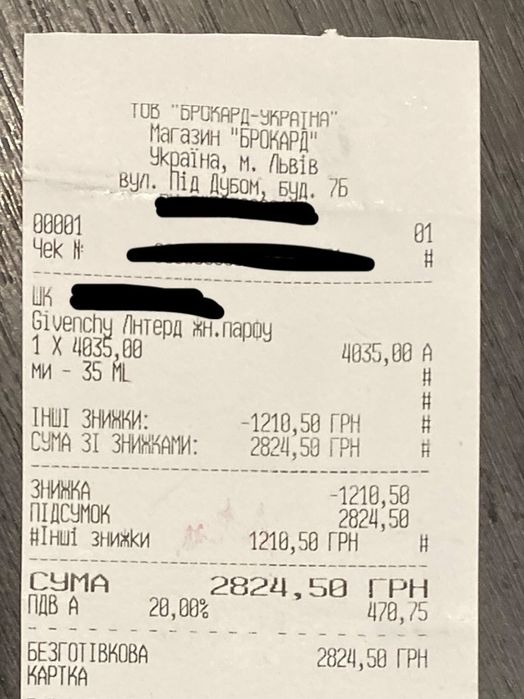 ТОВ "БРОКАРД-УКРАЇНА"
Магазин "БРОКАРД"
Україна, м. Львів
вул. Під Дубом, буд. 7Б
00001 01
Чек № #
ШК
Givenchy Лнтерд жн.парфу
1 X 4035,00 4035,00 А
ми - 35 ML #
#
ІНШІ ЗНИЖКИ: -1210,50 ГРН #
СУМА ЗІ ЗНИЖКАМИ: 2824,50 ГРН #
ЗНИЖКА -1210,50
ПІДСУМОК 2824,50
#Інші знижки 1210,50 ГРН #
СУМА 2824,50 ГРН
ПДВ А 20,00% 470,75
БЕЗГОТІВКОВА 2824,50 ГРН
КАРТКА